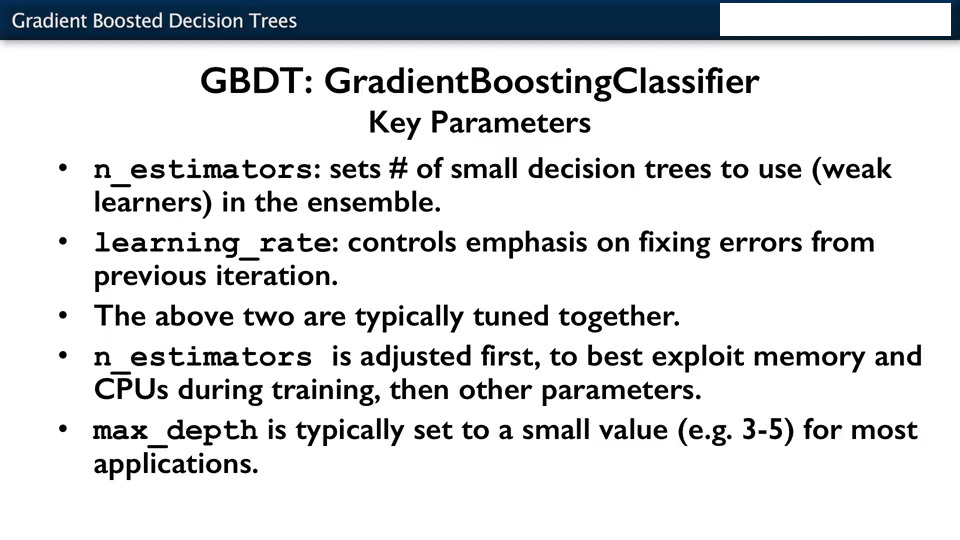 Gradient Boosted Decision Trees
GBDT: GradientBoostingClassifier
Key Parameters
• n_estimators: sets # of small decision trees to use (weak
learners) in the ensemble.
• learning_rate: controls emphasis on fixing errors from
previous iteration.
• The above two are typically tuned together.
• n_estimators is adjusted first, to best exploit memory and
CPUs during training, then other parameters.
• max_depth is typically set to a small value (e.g. 3-5) for most
applications.